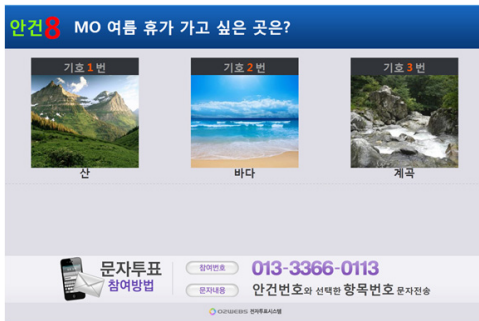 안건8 MO 여름 휴가 가고 싶은 곳은?
기호1번 기호2번 기호3번
산 바다 계곡
문자투표
참여방법
참여번호 013-3366-0113
문자내용 안건번호와 선택한 항목번호 문자전송
O2WEBS 전자투표시스템